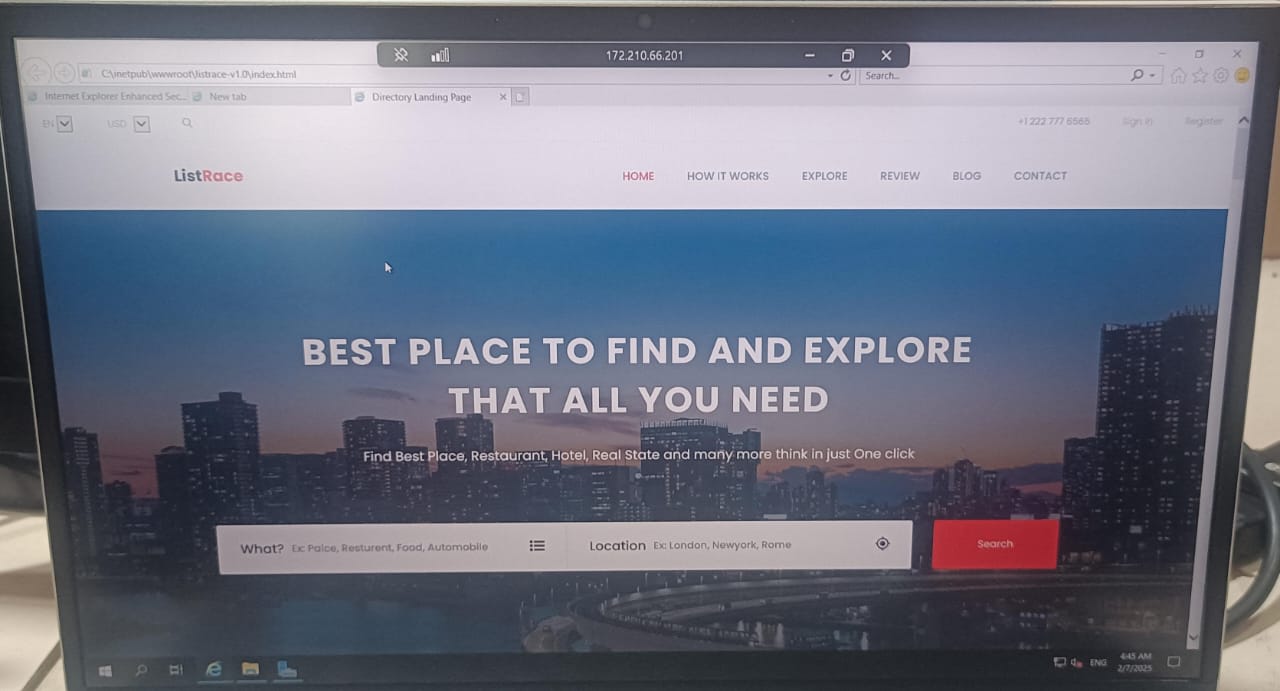 172.210.66.201
C:\inetpub\wwwroot\listrace-v1.0\index.html
Search...
Internet Explorer Enhanced Sec...
New tab
Directory Landing Page
EN
USD
+1 222 777 6565
Sign in
Register
ListRace
HOME
HOW IT WORKS
EXPLORE
REVIEW
BLOG
CONTACT
BEST PLACE TO FIND AND EXPLORE
THAT ALL YOU NEED
Find Best Place, Restaurant, Hotel, Real State and many more think in just One click
What? Ex: Palce, Resturent, Food, Automobile
Location Ex: London, Newyork, Rome
Search
ENG
4:45 AM
2/7/2025